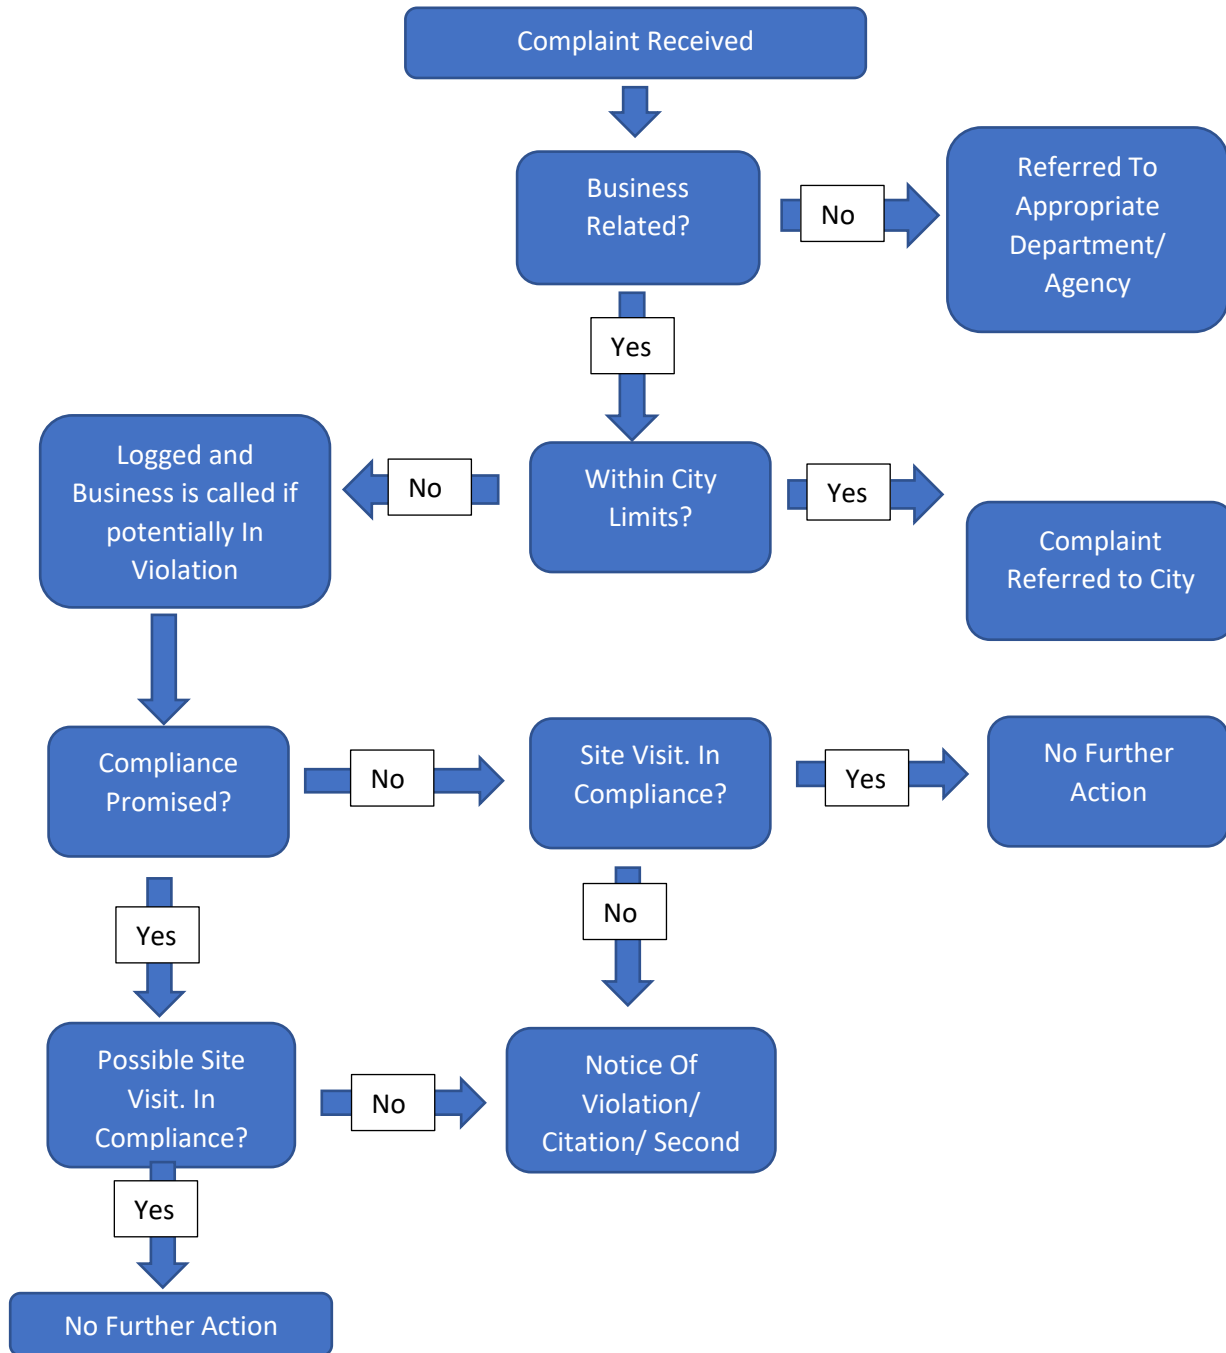 Complaint Received
Business
Related?
No
Referred To
Appropriate
Department/
Agency
Yes
Logged and
Business is called if
potentially In
Violation
No
Within City
Limits?
Yes
Complaint
Referred to City
Compliance
Promised?
No
Site Visit. In
Compliance?
Yes
No Further
Action
Yes
No
Possible Site
Visit. In
Compliance?
No
Notice Of
Violation/
Citation/ Second
Yes
No Further Action